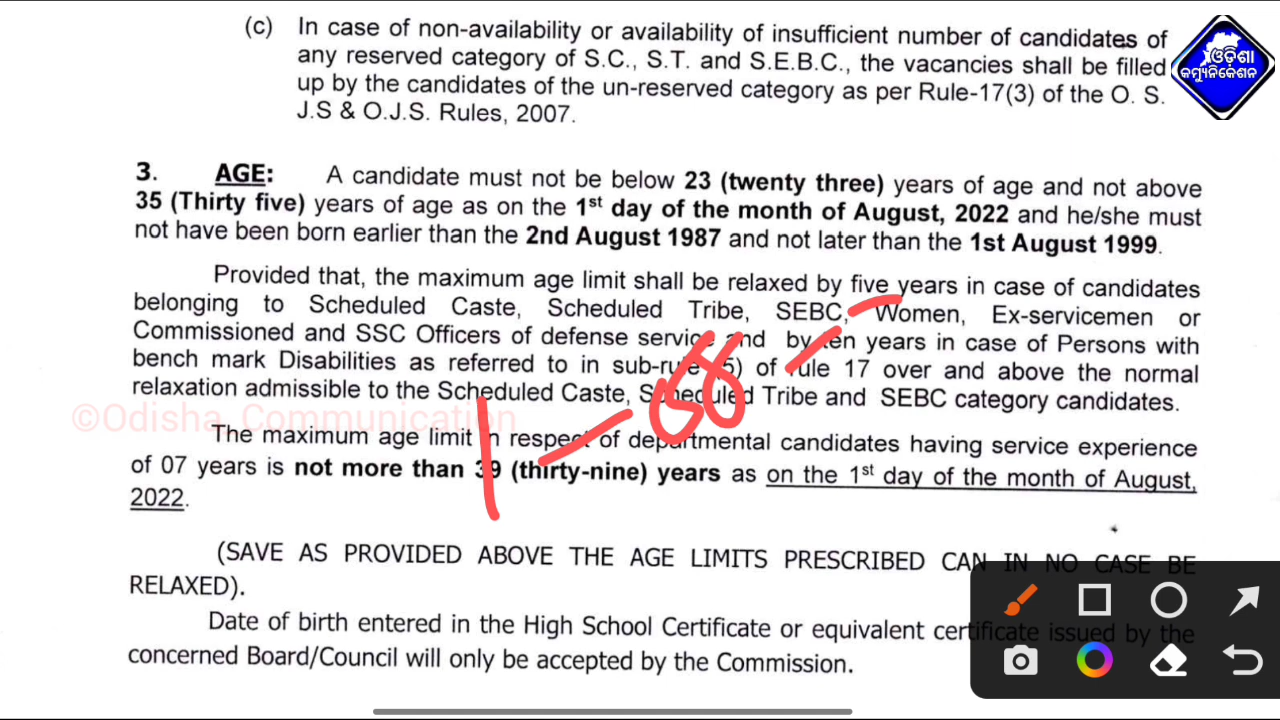 (c) In case of non-availability or availability of insufficient number of candidates of
any reserved category of S.C., S.T. and S.E.B.C., the vacancies shall be filled
up by the candidates of the un-reserved category as per Rule-17(3) of the O. S.
J.S & O.J.S. Rules, 2007.
ଓଡ଼ିଶା
କମ୍ୟୁନିକେଶନ
3. AGE: A candidate must not be below 23 (twenty three) years of age and not above
35 (Thirty five) years of age as on the 1st day of the month of August, 2022 and he/she must
not have been born earlier than the 2nd August 1987 and not later than the 1st August 1999.
Provided that, the maximum age limit shall be relaxed by five years in case of candidates
belonging to Scheduled Caste, Scheduled Tribe, SEBC, Women, Ex-servicemen or
Commissioned and SSC Officers of defense service and by ten years in case of Persons with
bench mark Disabilities as referred to in sub-rule (5) of rule 17 over and above the normal
relaxation admissible to the Scheduled Caste, Scheduled Tribe and SEBC category candidates.
©Odisha Communication
The maximum age limit in respect of departmental candidates having service experience
of 07 years is not more than 39 (thirty-nine) years as on the 1st day of the month of August,
2022.
(SAVE AS PROVIDED ABOVE THE AGE LIMITS PRESCRIBED CAN IN NO CASE BE
RELAXED).
Date of birth entered in the High School Certificate or equivalent certificate issued by the
concerned Board/Council will only be accepted by the Commission.